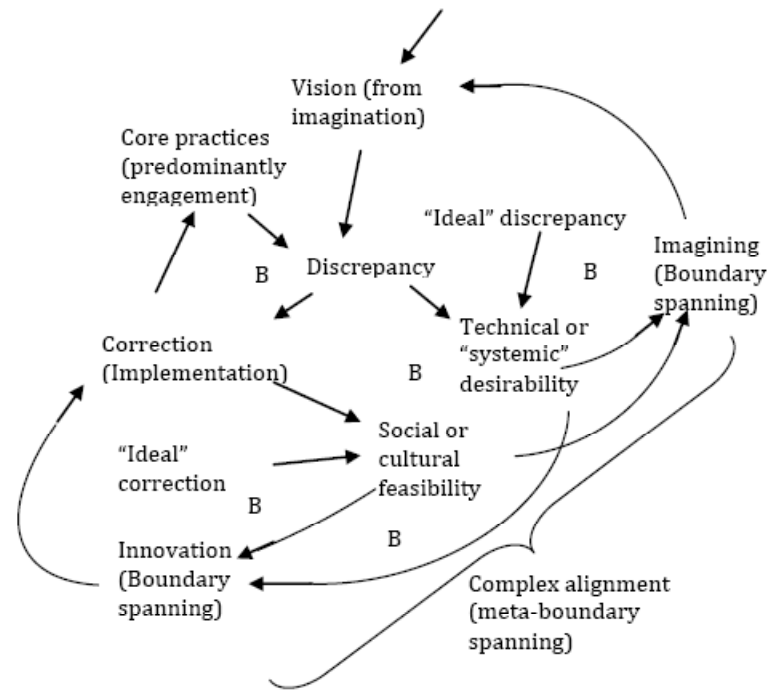 Vision (from
imagination)
Core practices
(predominantly
engagement)
“Ideal” discrepancy
Imagining
(Boundary
spanning)
B
Discrepancy
B
Technical or
“systemic”
desirability
Correction
(Implementation)
B
Social or
cultural
feasibility
“Ideal”
correction
B
B
Innovation
(Boundary
spanning)
Complex alignment
(meta-boundary
spanning)